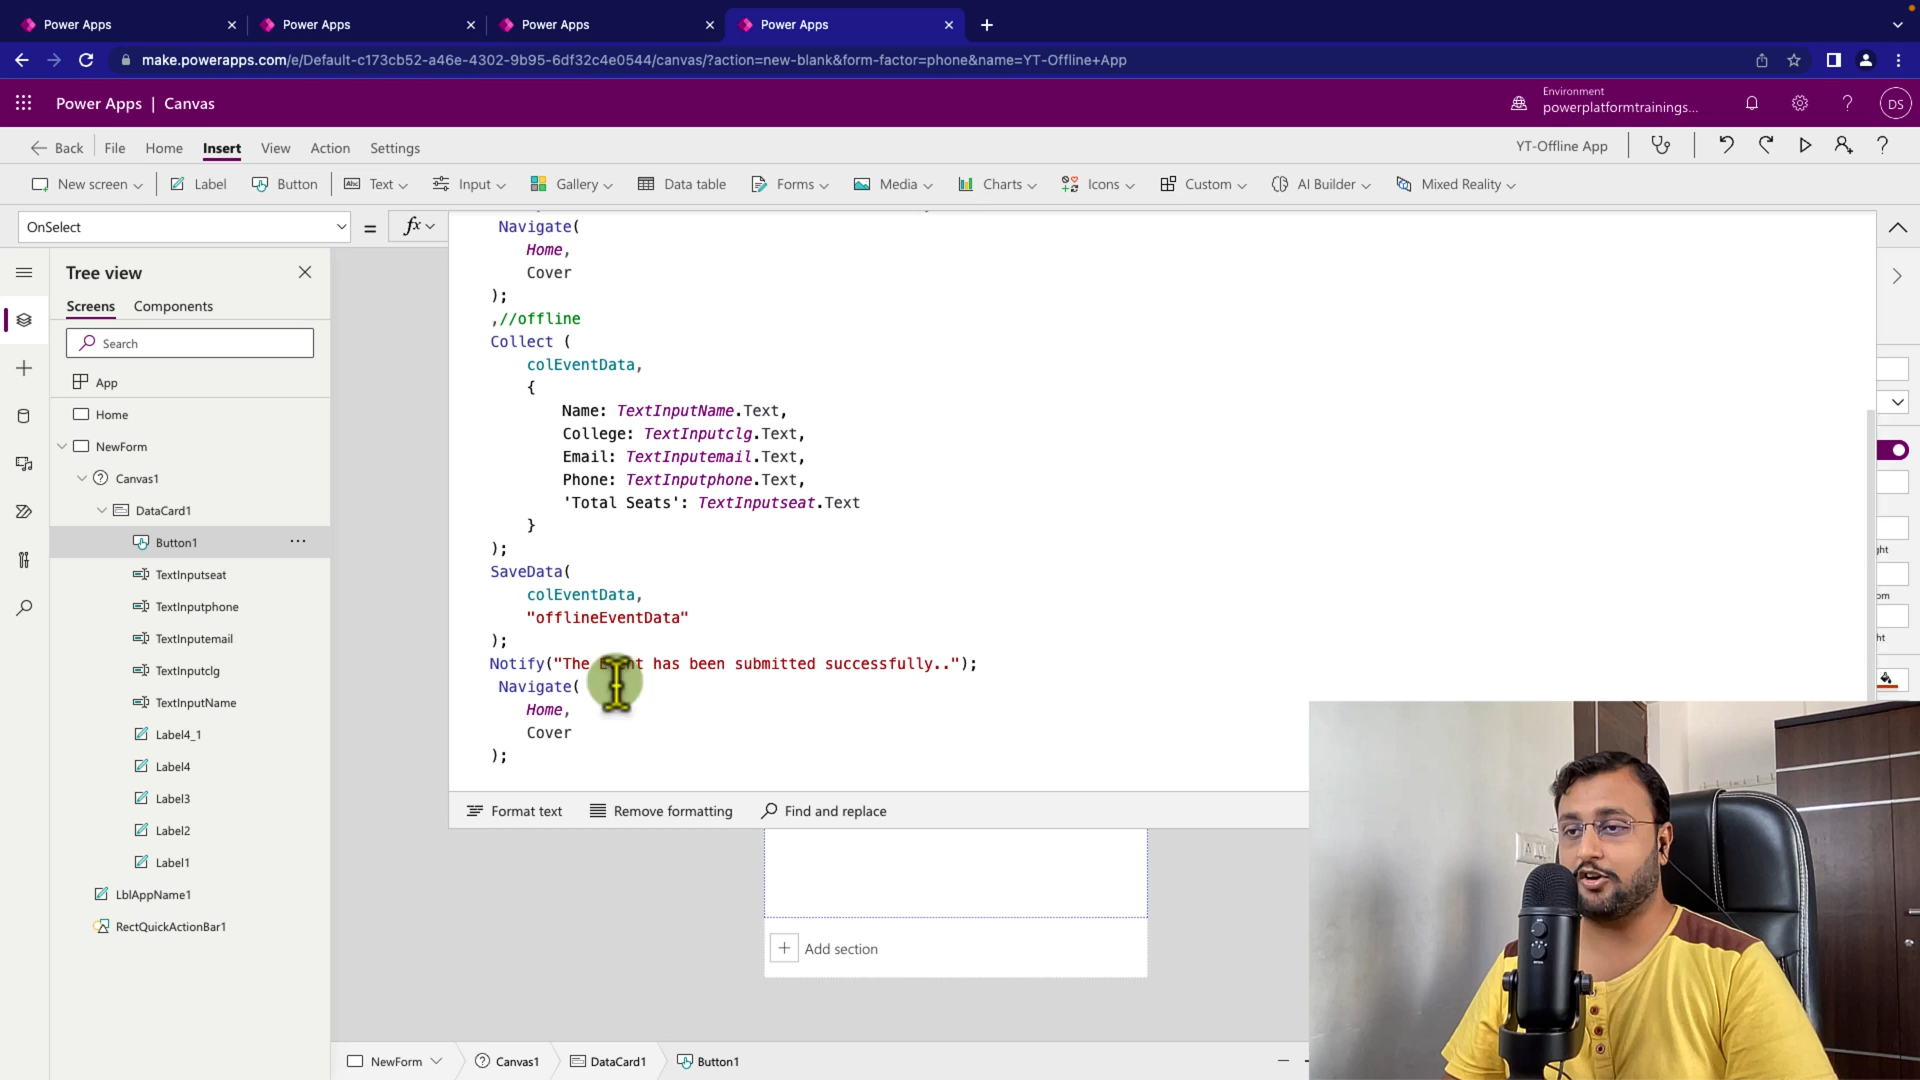 Power Apps
Power Apps
Power Apps
Power Apps
make.powerapps.com/e/Default-c173cb52-a46e-4302-9b95-6df32c4e0544/canvas/?action=new-blank&form-factor=phone&name=YT-Offline+App
Power Apps | Canvas
Environment
powerplatformtrainings...
DS
Back
File
Home
Insert
View
Action
Settings
YT-Offline App
New screen
Label
Button
Text
Input
Gallery
Data table
Forms
Media
Charts
Icons
Custom
AI Builder
Mixed Reality
OnSelect
=
fx
Tree view
Screens
Components
Search
App
Home
NewForm
Canvas1
DataCard1
Button1
TextInputseat
TextInputphone
TextInputemail
TextInputclg
TextInputName
Label4_1
Label4
Label3
Label2
Label1
LblAppName1
RectQuickActionBar1
Navigate(
Home,
Cover
);
,//offline
Collect (
colEventData,
{
Name: TextInputName.Text,
College: TextInputclg.Text,
Email: TextInputemail.Text,
Phone: TextInputphone.Text,
'Total Seats': TextInputseat.Text
}
);
SaveData(
colEventData,
"offlineEventData"
);
Notify("The Event has been submitted successfully..");
Navigate(
Home,
Cover
);
Format text
Remove formatting
Find and replace
Add section
NewForm
Canvas1
DataCard1
Button1